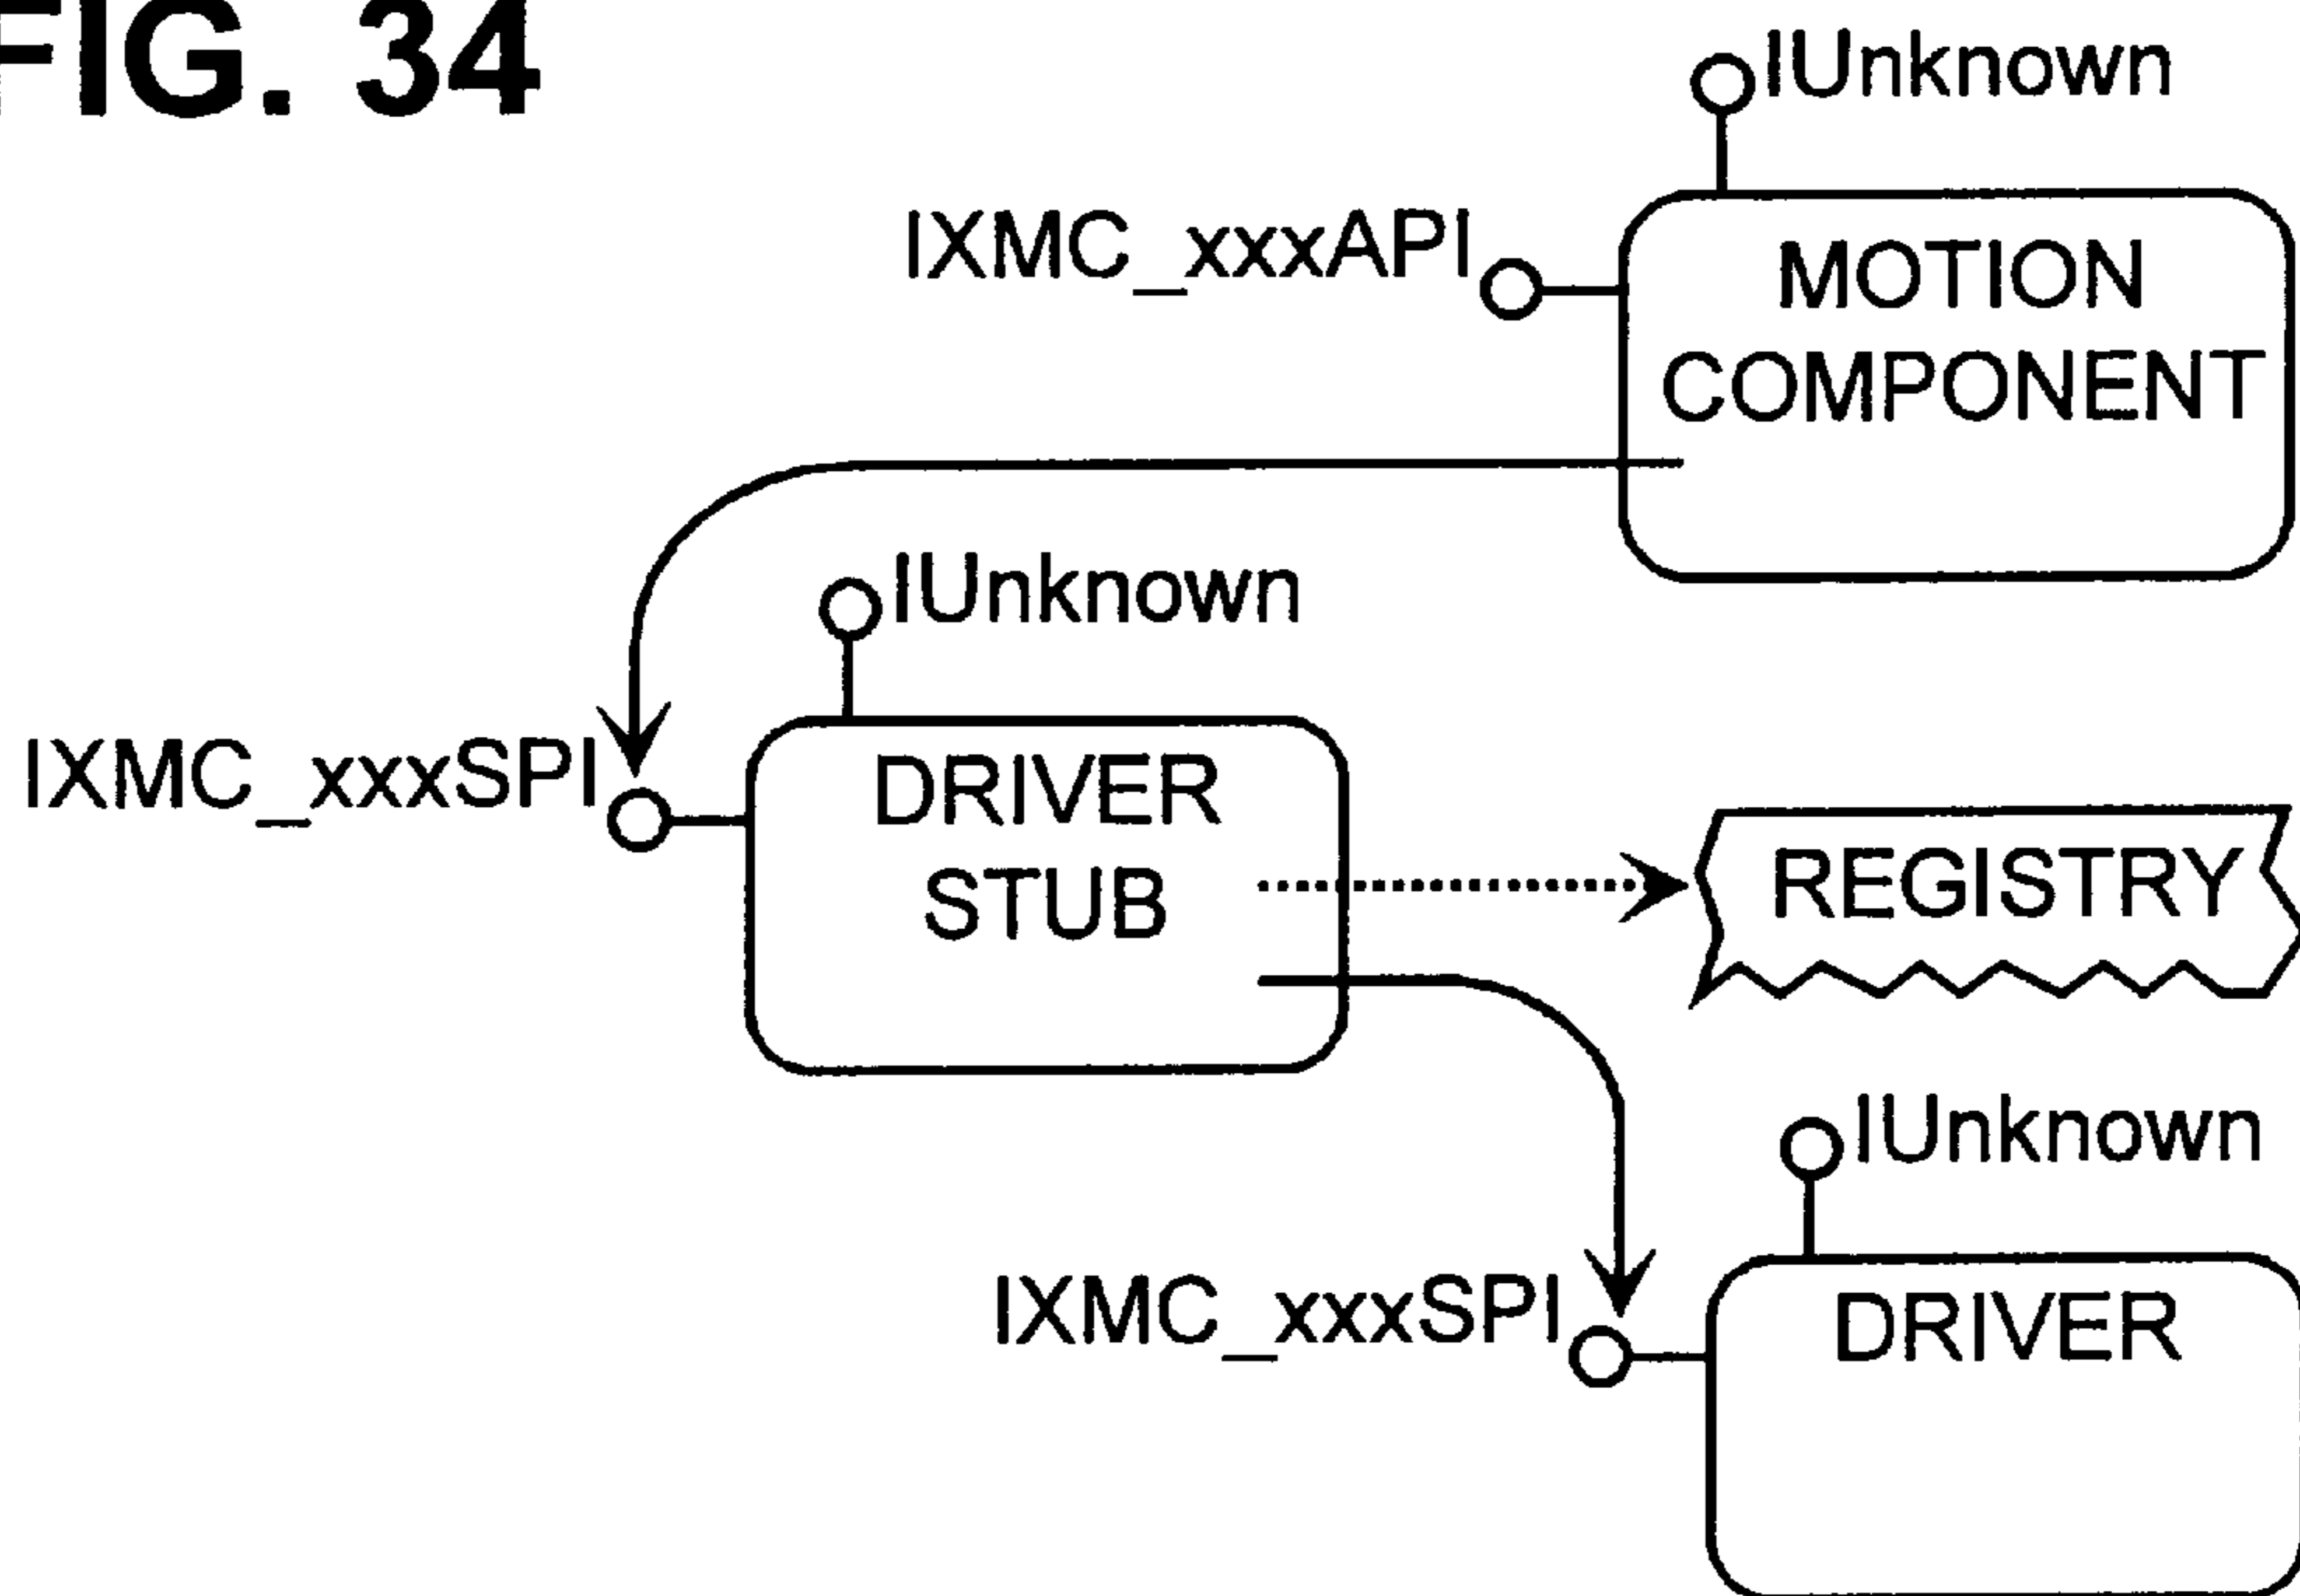 FIG. 34
IUnknown
IXMC_xxxAPI
MOTION
COMPONENT
IUnknown
IXMC_xxxSPI
DRIVER
STUB
REGISTRY
IUnknown
IXMC_xxxSPI
DRIVER